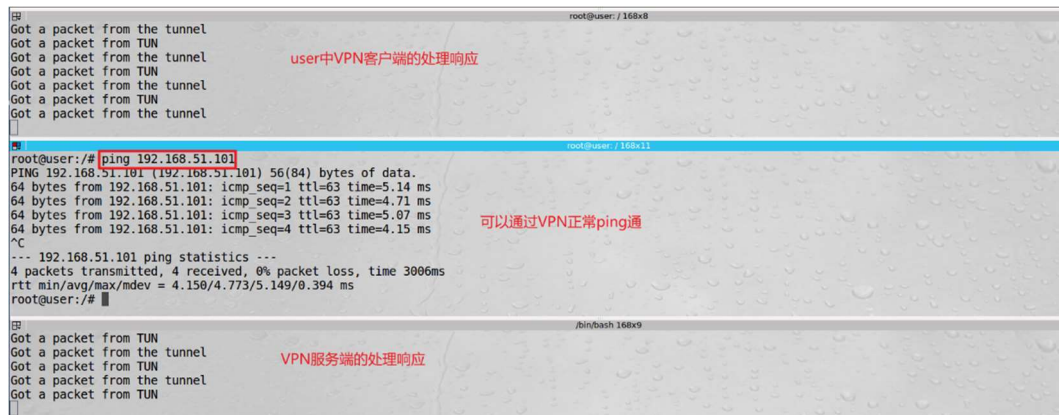 root@user: / 168x8
Got a packet from the tunnel
Got a packet from TUN
Got a packet from the tunnel
user中VPN客户端的处理响应
Got a packet from TUN
Got a packet from the tunnel
Got a packet from TUN
Got a packet from the tunnel
root@user: / 168x11
root@user:/# ping 192.168.51.101
PING 192.168.51.101 (192.168.51.101) 56(84) bytes of data.
64 bytes from 192.168.51.101: icmp_seq=1 ttl=63 time=5.14 ms
64 bytes from 192.168.51.101: icmp_seq=2 ttl=63 time=4.71 ms
64 bytes from 192.168.51.101: icmp_seq=3 ttl=63 time=5.07 ms
64 bytes from 192.168.51.101: icmp_seq=4 ttl=63 time=4.15 ms
可以通过VPN正常ping通
^C
--- 192.168.51.101 ping statistics ---
4 packets transmitted, 4 received, 0% packet loss, time 3006ms
rtt min/avg/max/mdev = 4.150/4.773/5.149/0.394 ms
root@user:/#
/bin/bash 168x9
Got a packet from TUN
Got a packet from the tunnel
VPN服务端的处理响应
Got a packet from TUN
Got a packet from the tunnel
Got a packet from TUN